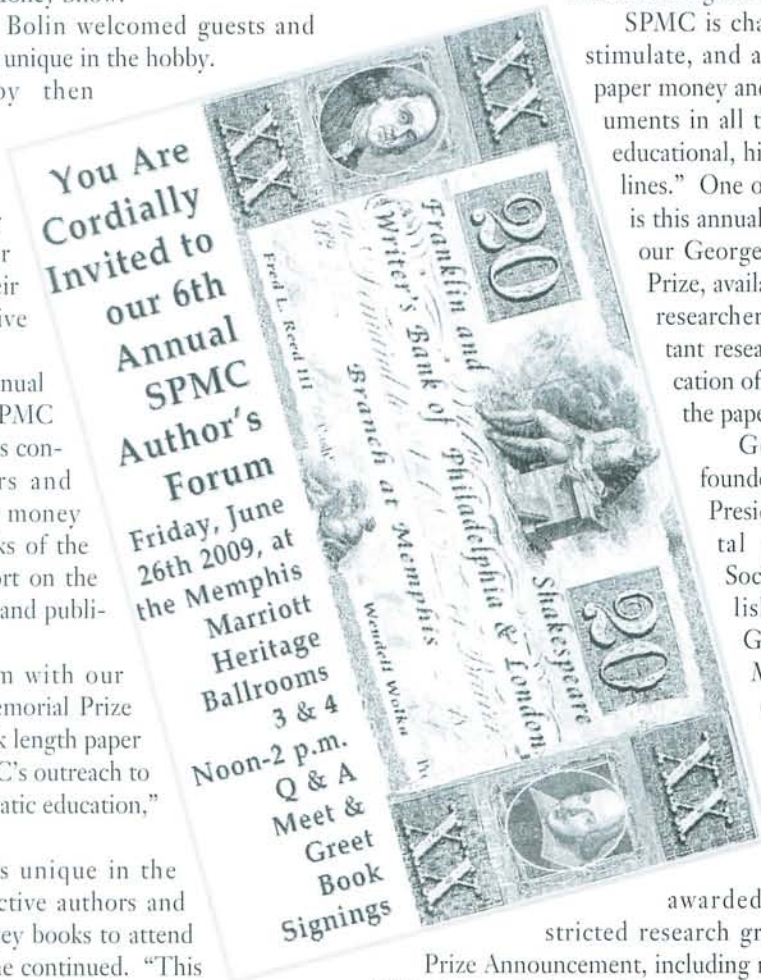 Bolin welcomed guests and
unique in the hobby.
by then
r
eir
ive
nual
PMC
s con-
rs and
money
ks of the
ort on the
and publi-
m with our
emorial Prize
k length paper
C's outreach to
atic education,"
s unique in the
ctive authors and
ey books to attend
he continued. "This
You Are
Cordially
Invited to
our 6th
Annual
SPMC
Author's
Forum
Friday, June
26th 2009, at
the Memphis
Marriott
Heritage
Ballrooms
3 & 4
Noon-2 p.m.
Q & A
Meet &
Greet
Book
Signings
XX
XX
20
Franklin and Shakespeare
Writer's Bank of Philadelphia & London
Branch at Memphis
Fred L. Reed III
Wendell Wolka
20
XX
XX
SPMC is cha
stimulate, and a
paper money and
uments in all t
educational, hi
lines." One o
is this annual
our George
Prize, availa
researcher
tant resea
cation of
the pape
G
founde
Presi
tal
Soc
lis
G
M
awarded
stricted research gr
Prize Announcement, including